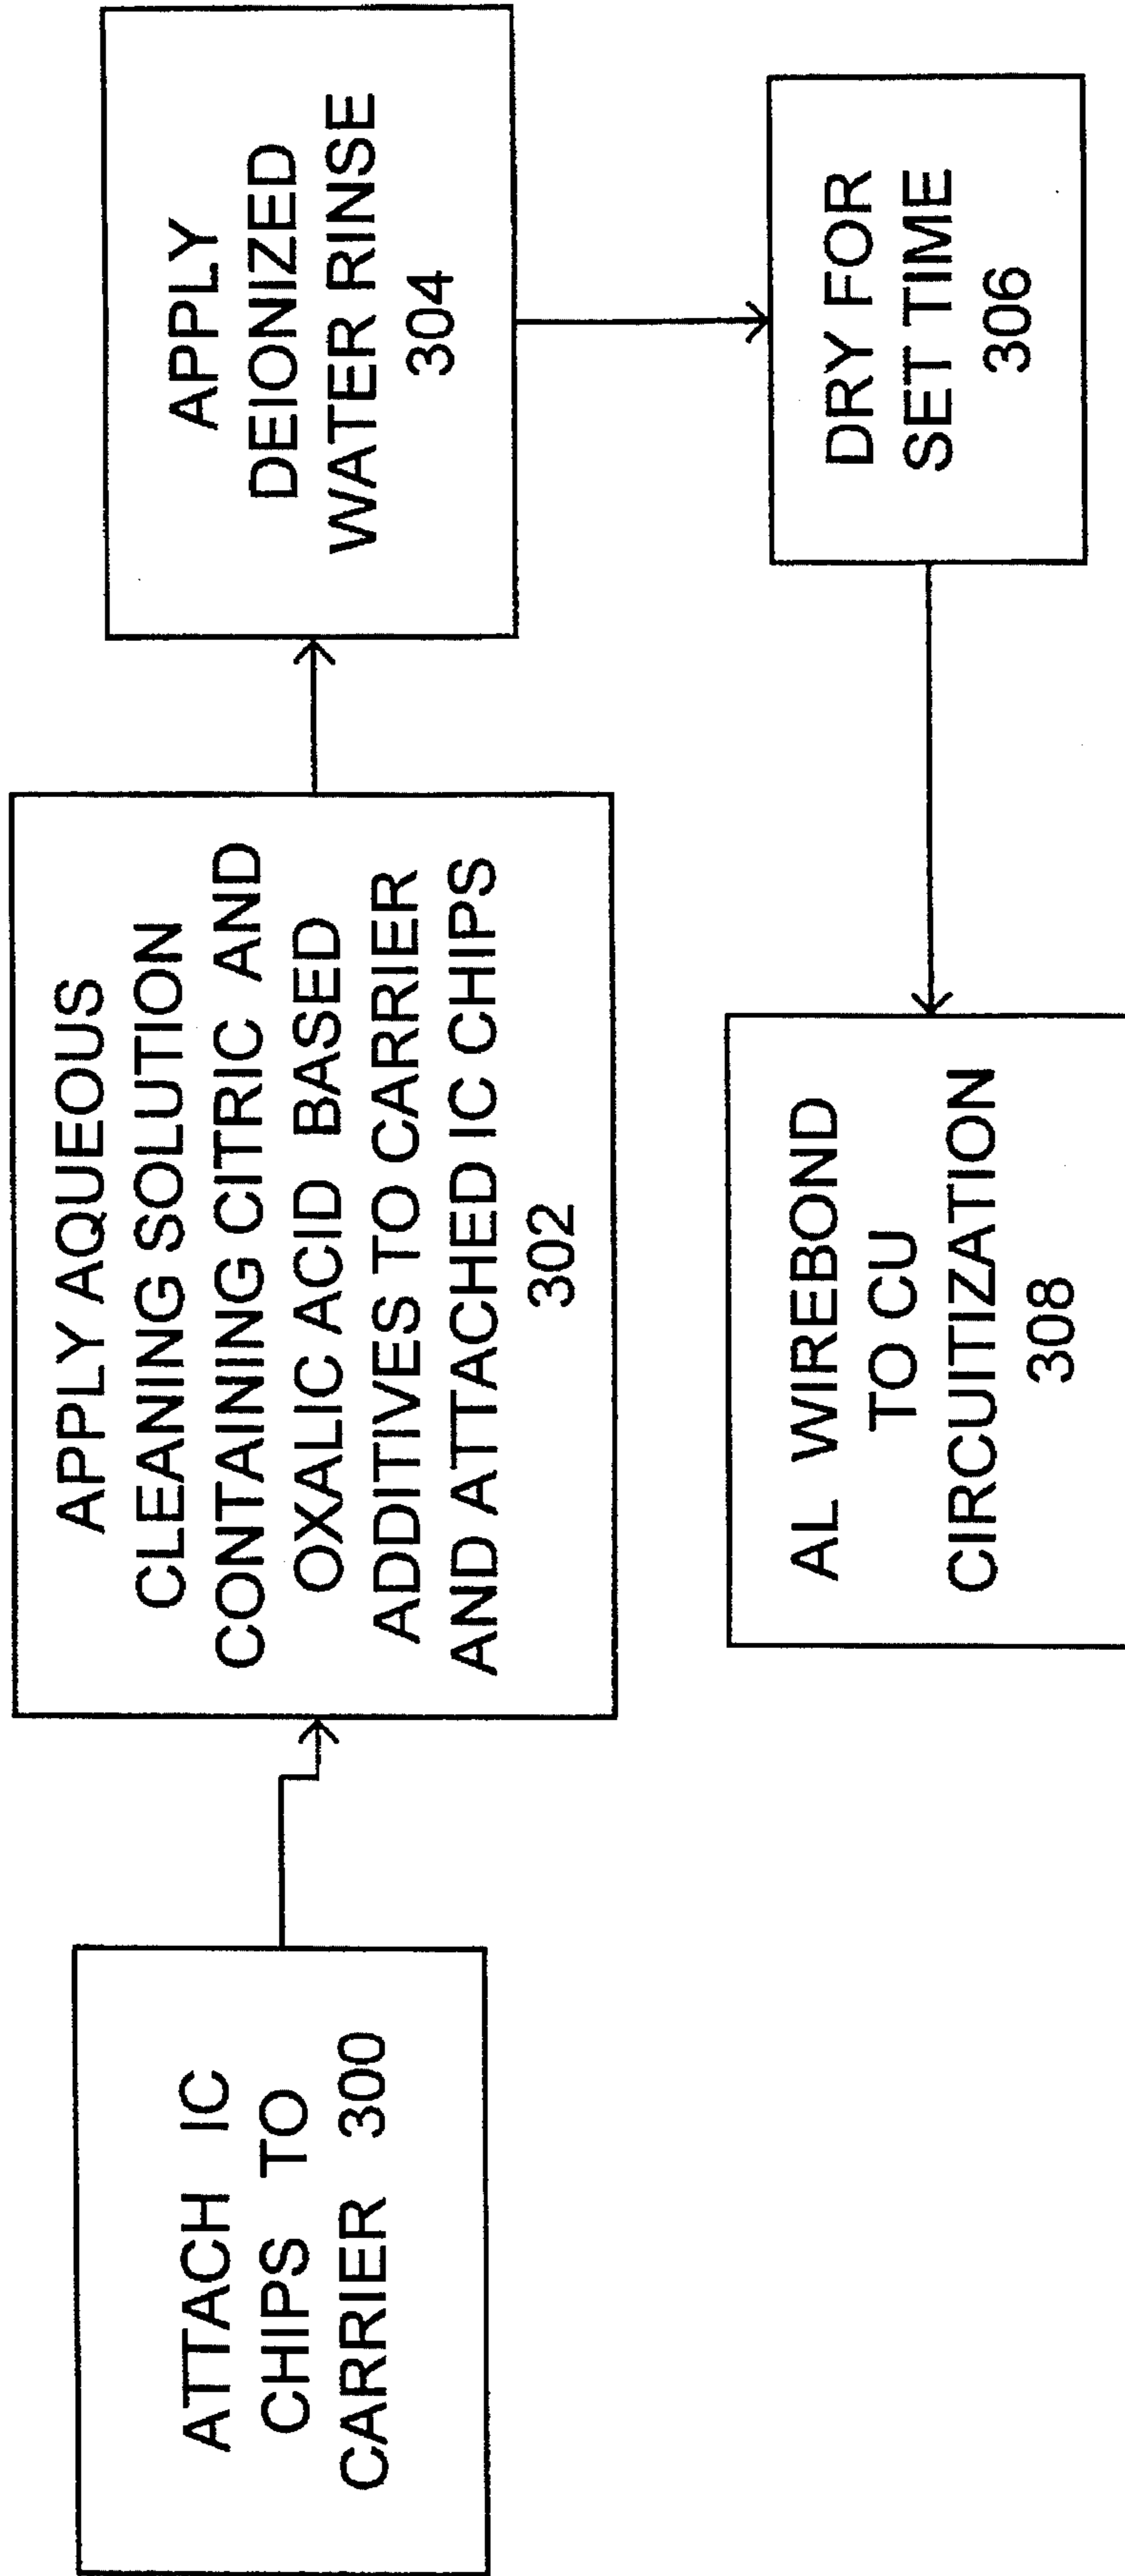 ATTACH IC
CHIPS TO
CARRIER 300
APPLY AQUEOUS
CLEANING SOLUTION
CONTAINING CITRIC AND
OXALIC ACID BASED
ADDITIVES TO CARRIER
AND ATTACHED IC CHIPS
302
APPLY
DEIONIZED
WATER RINSE
304
DRY FOR
SET TIME
306
AL WIREBOND
TO CU
CIRCUITIZATION
308